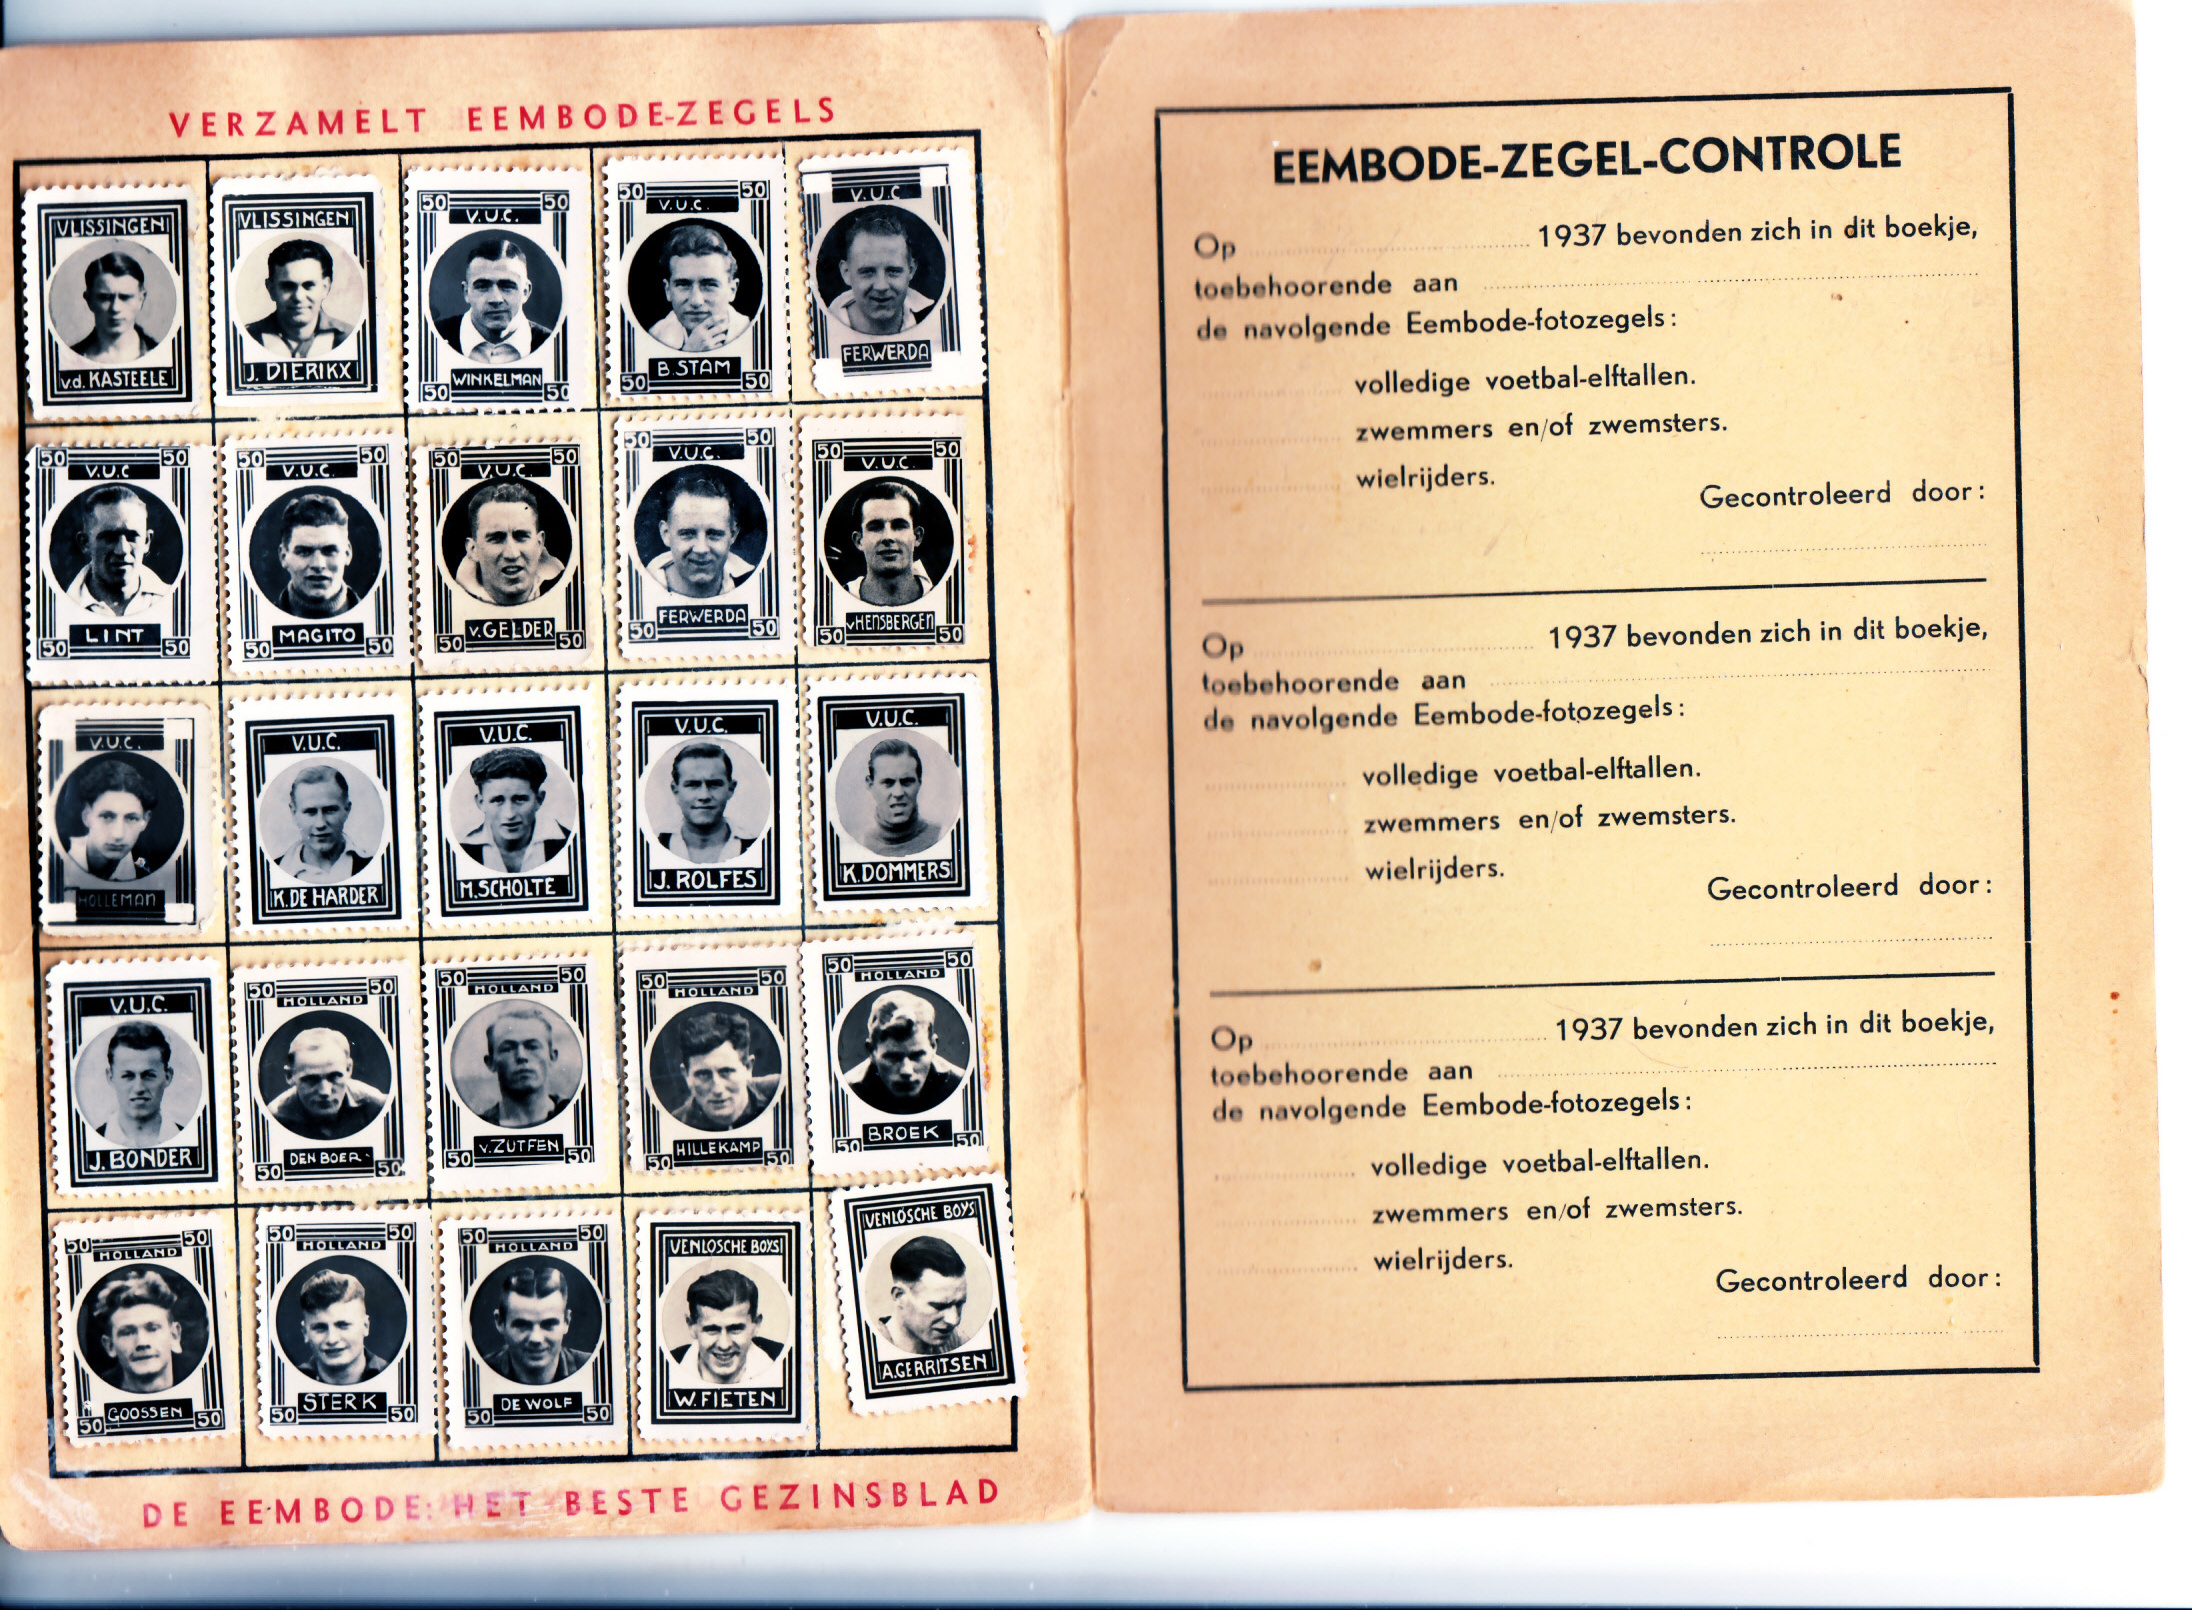 VERZAMELT EEMBODE-ZEGELS
VLISSINGEN
v.d. KASTEELE
VLISSINGEN
J. DIERIKX
50 50
V.U.C.
WINKELMAN
50 50
50 50
V.U.C.
B. STAM
50 50
V.U.C
FERWERDA
50 50
V.U.C
LINT
50 50
50 50
V.U.C.
MAGITO
50 50
50 50
V.U.C.
v. GELDER
50 50
50 50
V.U.C.
FERWERDA
50 50
50 50
V.U.C.
v HENSBERGEN
50 50
V.U.C.
HOLLEMAN
V.U.C.
K. DE HARDER
V.U.C.
M. SCHOLTE
V.U.C.
J. ROLFES
V.U.C.
K. DOMMERS
V.U.C.
J. BONDER
50 50
HOLLAND
DEN BOER
50 50
50 50
HOLLAND
v. ZUTFEN
50 50
50 50
HOLLAND
HILLEKAMP
50 50
50 50
HOLLAND
BROEK
50 50
50 50
HOLLAND
GOOSSEN
50 50
50 50
HOLLAND
STERK
50 50
50 50
HOLLAND
DE WOLF
50 50
VENLOSCHE BOYS
W. FIETEN
VENLOSCHE BOYS
A. GERRITSEN
DE EEMBODE: HET BESTE GEZINSBLAD
EEMBODE-ZEGEL-CONTROLE
Op 1937 bevonden zich in dit boekje,
toebehoorende aan
de navolgende Eembode-fotozegels:
volledige voetbal-elftallen.
zwemmers en/of zwemsters.
wielrijders.
Gecontroleerd door:
Op 1937 bevonden zich in dit boekje,
toebehoorende aan
de navolgende Eembode-fotozegels:
volledige voetbal-elftallen.
zwemmers en/of zwemsters.
wielrijders.
Gecontroleerd door:
Op 1937 bevonden zich in dit boekje,
toebehoorende aan
de navolgende Eembode-fotozegels:
volledige voetbal-elftallen.
zwemmers en/of zwemsters.
wielrijders.
Gecontroleerd door: